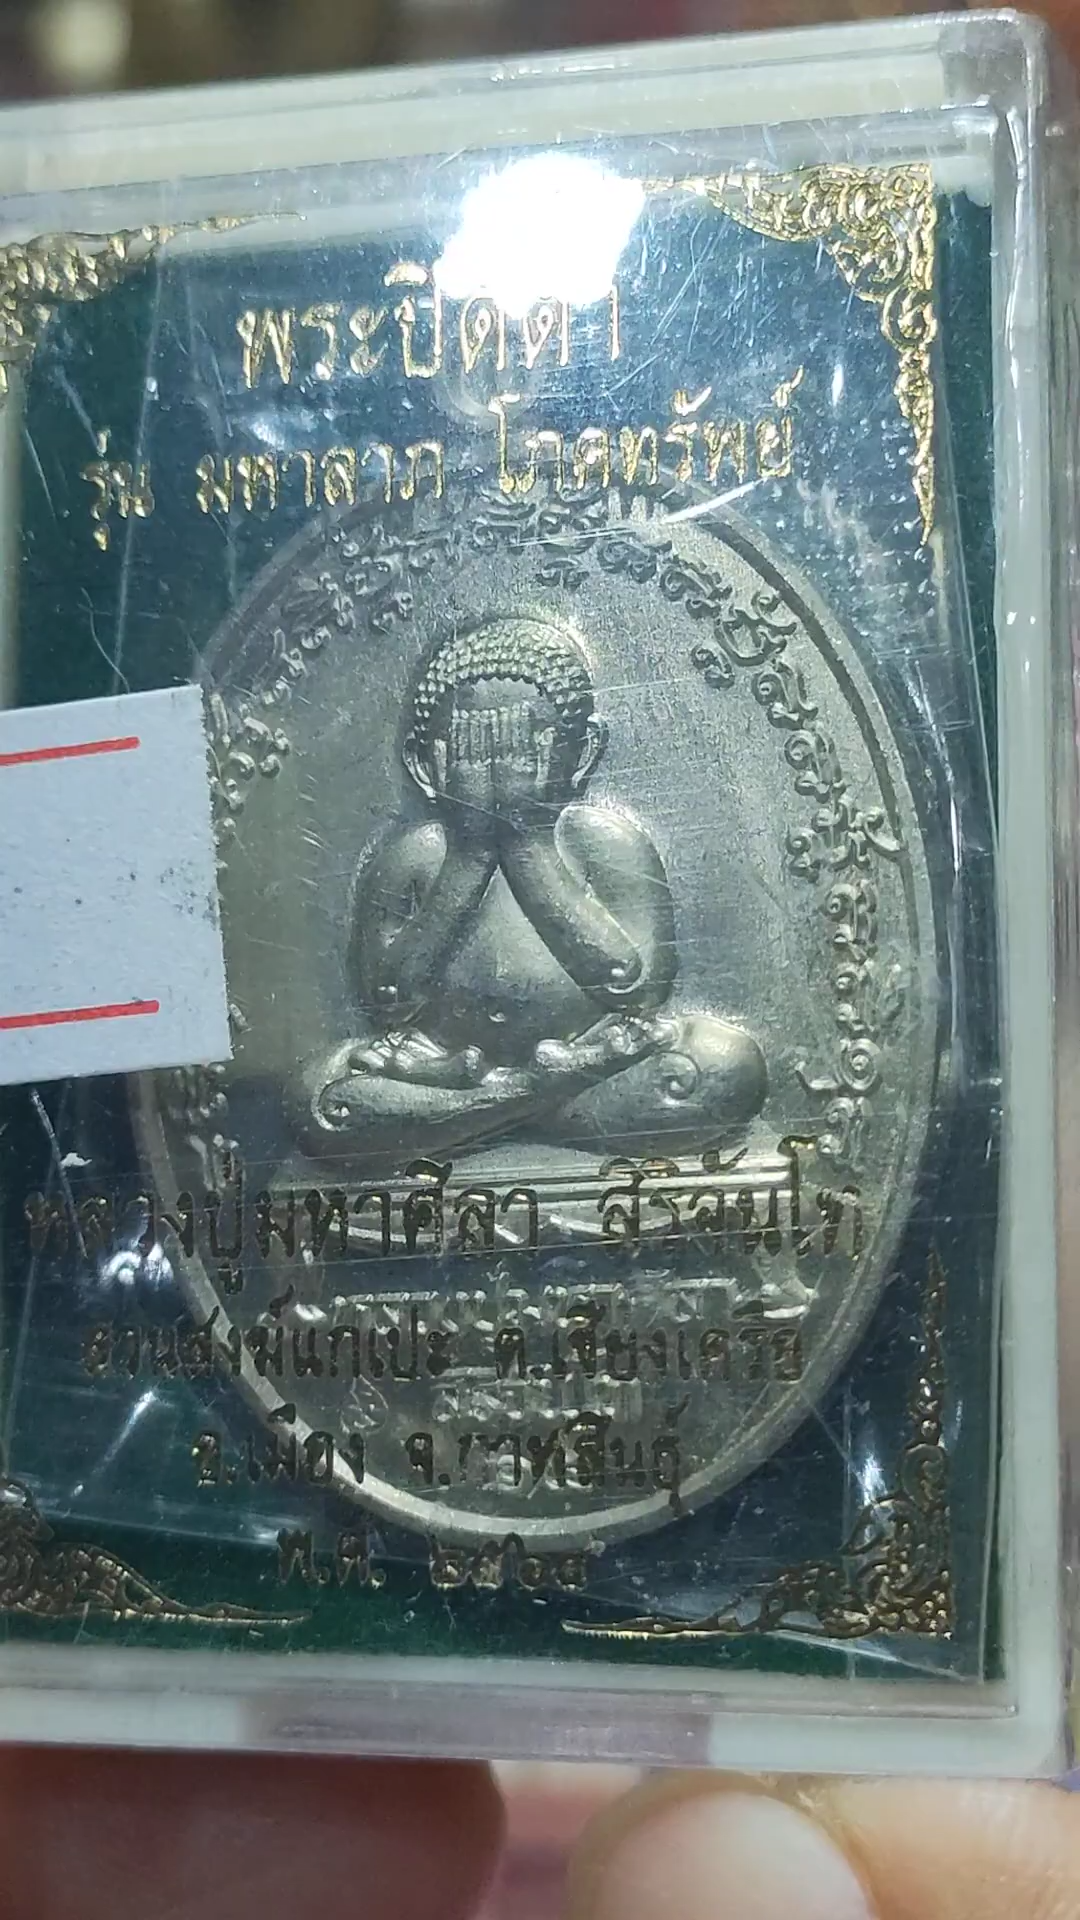 พระปิดตา
รุ่น มหาลาภ โภคทรัพย์
หลวงปู่มหาศิลา สิริจันโท
สวนสงฆ์แกเปะ ต.เชียงเครือ
อ.เมือง จ.กาฬสินธุ์
พ.ศ. ๒๕๖๔